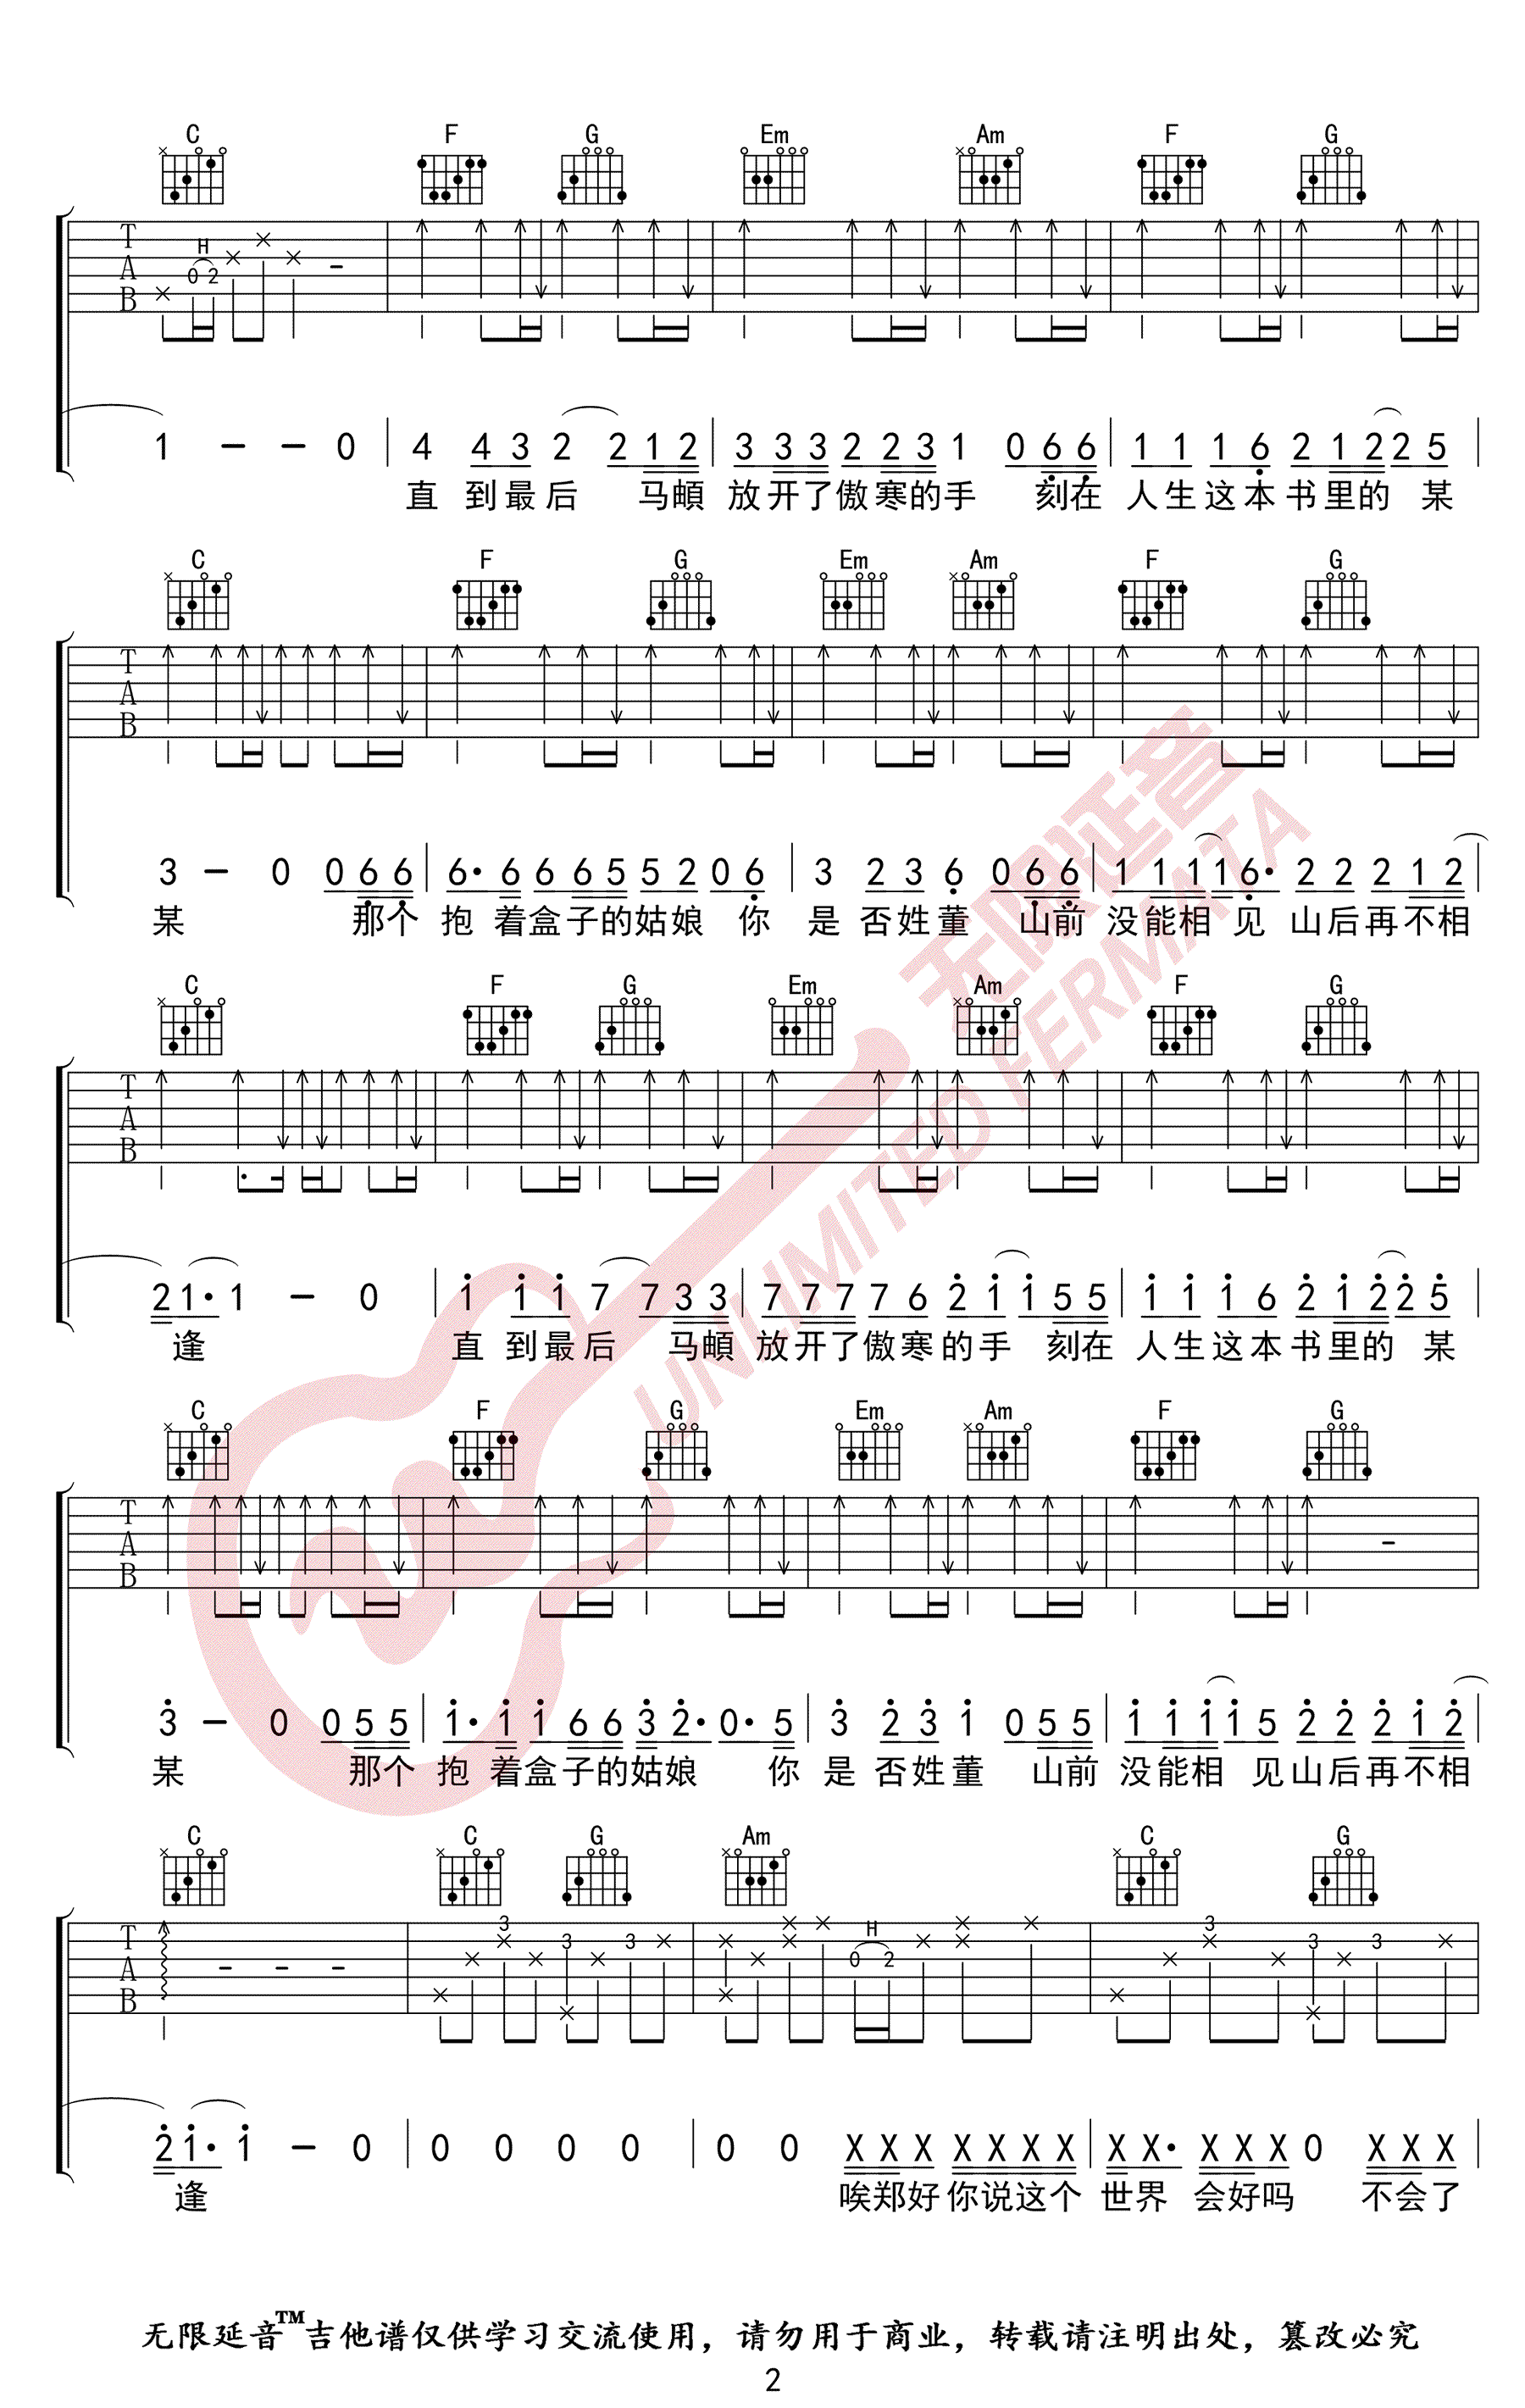 C F G Em Am F G
T A B H 0 2 -
1 - - 0 | 4 4 3 2 2 1 2 | 3 3 3 2 2 3 1 0 6 6 | 1 1 1 6 2 1 2 2 5 |
直 到 最 后 马 頔 放 开 了 傲 寒 的 手 刻 在 人 生 这 本 书 里 的 某
C F G Em Am F G
T A B
3 - 0 0 6 6 | 6· 6 6 6 5 5 2 0 6 | 3 2 3 6 0 6 6 | 1 1 1 1 6· 2 2 2 1 2 |
某 那 个 抱 着 盒 子 的 姑 娘 你 是 否 姓 董 山 前 没 能 相 见 山 后 再 不 相
C F G Em Am F G
T A B
2 1· 1 - 0 | 1 1 1 7 7 3 3 | 7 7 7 7 6 2 1 1 5 5 | 1 1 1 6 2 1 2 2 5 |
逢 直 到 最 后 马 頔 放 开 了 傲 寒 的 手 刻 在 人 生 这 本 书 里 的 某
C F G Em Am F G
T A B -
3 - 0 0 5 5 | 1· 1 1 6 6 3 2· 0· 5 | 3 2 3 1 0 5 5 | 1 1 1 1 5 2 2 2 1 2 |
某 那 个 抱 着 盒 子 的 姑 娘 你 是 否 姓 董 山 前 没 能 相 见 山 后 再 不 相
C C G Am C G
T A B - - - 3 3 3 H 0 2 3 3 3
2 1· 1 - 0 | 0 0 0 0 | 0 0 X X X X X X X | X X· X X X 0 X X X |
逢 唉 郑 好 你 说 这 个 世 界 会 好 吗 不 会 了
无限延音
UNLIMITED FERMATA
无限延音™吉他谱仅供学习交流使用，请勿用于商业，转载请注明出处，篡改必究
2